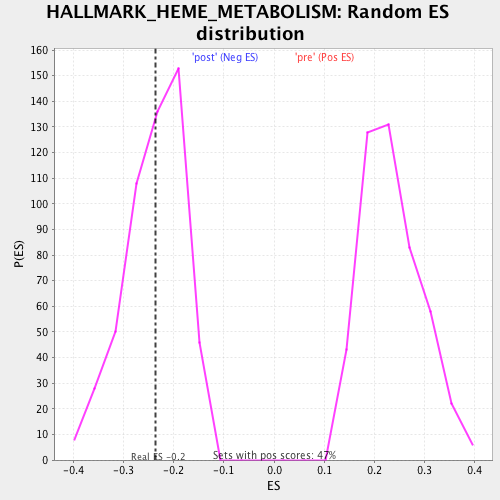 HALLMARK_HEME_METABOLISM: Random ES
distribution
'post' (Neg ES) 'pre' (Pos ES)
160
150
140
130
120
110
100
90
80
70
60
50
40
30
20
10
0
P(ES)
Real ES -0.2
Sets with pos scores: 47%
-0.4 -0.3 -0.2 -0.1 0.0 0.1 0.2 0.3 0.4
ES